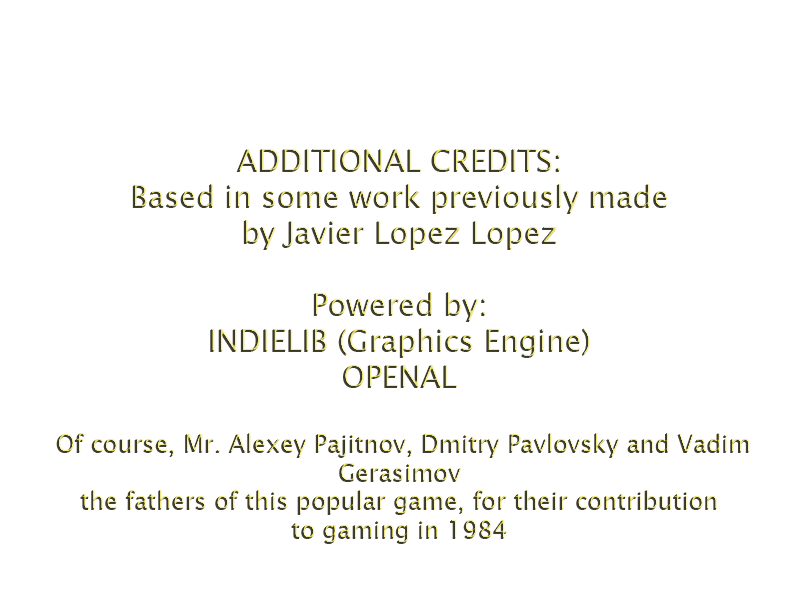 ADDITIONAL CREDITS:
Based in some work previously made
by Javier Lopez Lopez
Powered by:
INDIELIB (Graphics Engine)
OPENAL
Of course, Mr. Alexey Pajitnov, Dmitry Pavlovsky and Vadim
Gerasimov
the fathers of this popular game, for their contribution
to gaming in 1984